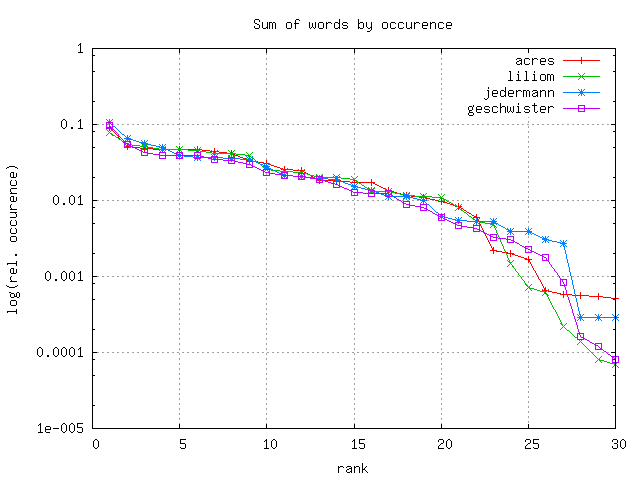 Sum of words by occurence
acres
liliom
jedermann
geschwister
log(rel. occurence)
1
0.1
0.01
0.001
0.0001
1e-005
0 5 10 15 20 25 30
rank